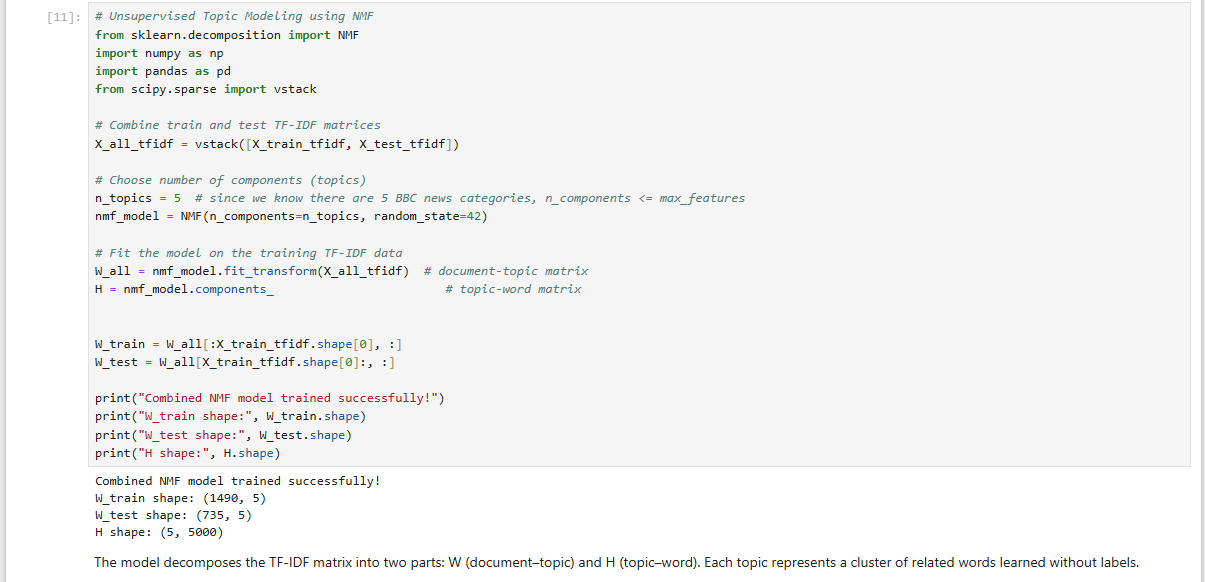 [11]: # Unsupervised Topic Modeling using NMF
from sklearn.decomposition import NMF
import numpy as np
import pandas as pd
from scipy.sparse import vstack
# Combine train and test TF-IDF matrices
X_all_tfidf = vstack([X_train_tfidf, X_test_tfidf])
# Choose number of components (topics)
n_topics = 5  # since we know there are 5 BBC news categories, n_components <= max_features
nmf_model = NMF(n_components=n_topics, random_state=42)
# Fit the model on the training TF-IDF data
W_all = nmf_model.fit_transform(X_all_tfidf)  # document-topic matrix
H = nmf_model.components_                        # topic-word matrix
W_train = W_all[:X_train_tfidf.shape[0], :]
W_test = W_all[X_train_tfidf.shape[0]:, :]
print("Combined NMF model trained successfully!")
print("W_train shape:", W_train.shape)
print("W_test shape:", W_test.shape)
print("H shape:", H.shape)
Combined NMF model trained successfully!
W_train shape: (1490, 5)
W_test shape: (735, 5)
H shape: (5, 5000)
The model decomposes the TF-IDF matrix into two parts: W (document–topic) and H (topic–word). Each topic represents a cluster of related words learned without labels.